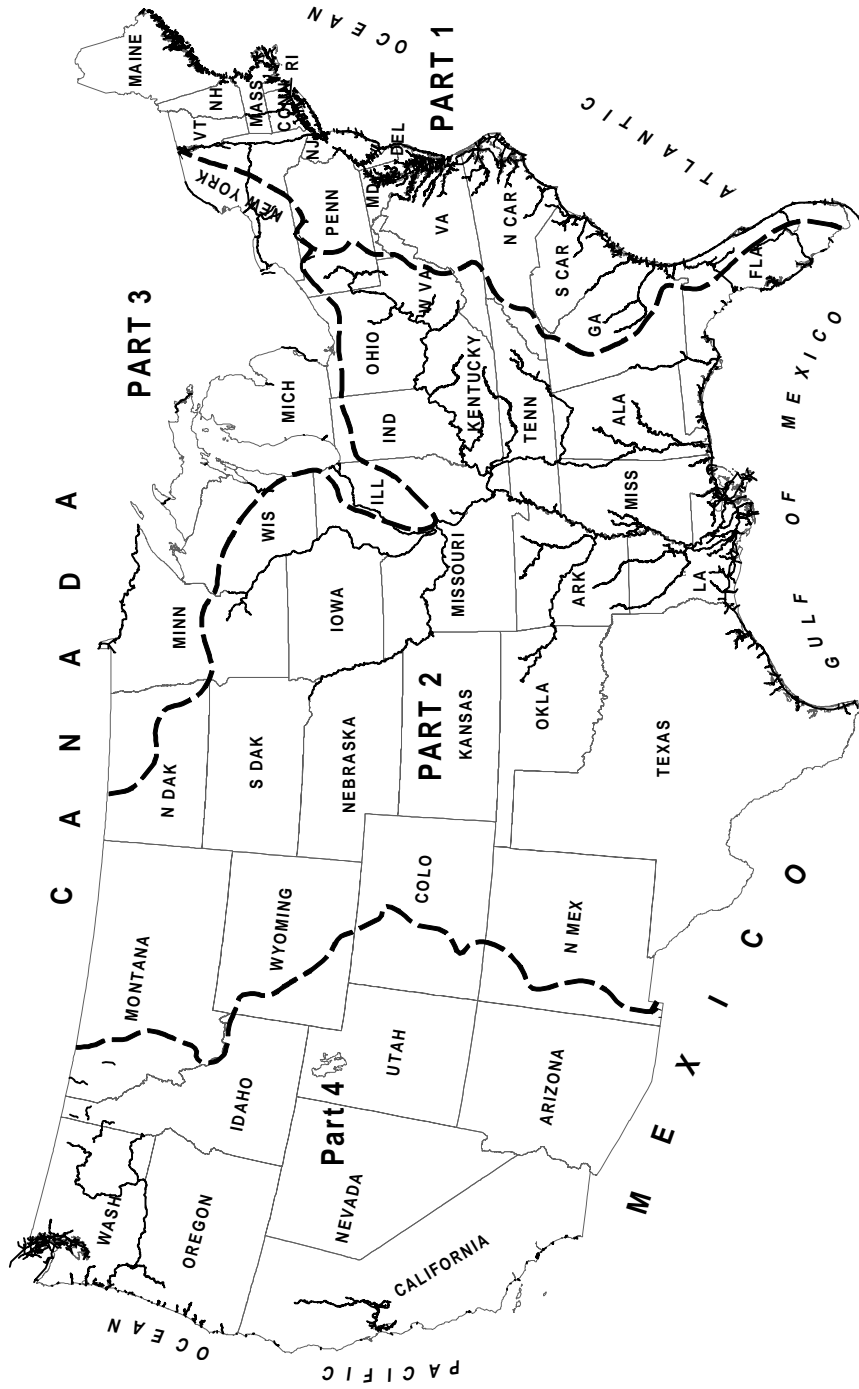 C A N A D A
PART 3
MAINE
VT
NH
MASS
CONN
RI
NEW YORK
NJ
PENN
MD
DEL
PART 1
OCEAN
ATLANTIC
WASH
MONTANA
N DAK
MINN
WIS
MICH
OREGON
IDAHO
WYOMING
S DAK
IOWA
ILL
IND
OHIO
W VA
VA
NEBRASKA
PART 2
KANSAS
MISSOURI
KENTUCKY
N CAR
TENN
S CAR
Part 4
NEVADA
UTAH
COLO
CALIFORNIA
ARIZONA
N MEX
OKLA
ARK
TEXAS
LA
MISS
ALA
GA
FLA
OCEAN
PACIFIC
M E X I C O
GULF OF MEXICO